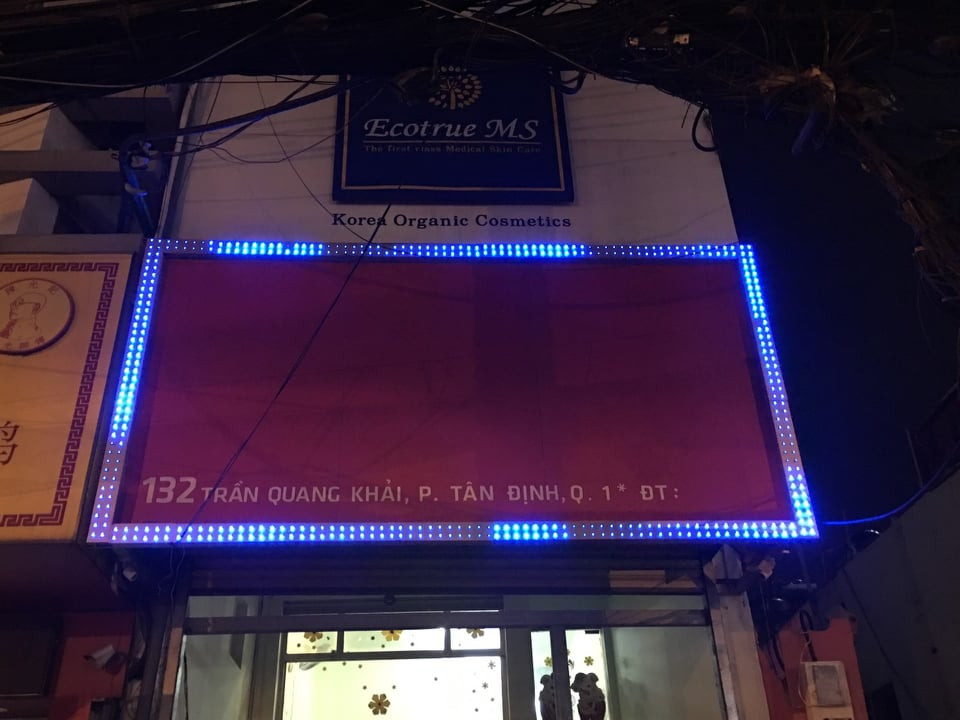 Ecotrue MS
The first class Medical Skin Care
Korea Organic Cosmetics
132 TRẦN QUANG KHẢI, P. TÂN ĐỊNH, Q. 1* ĐT: